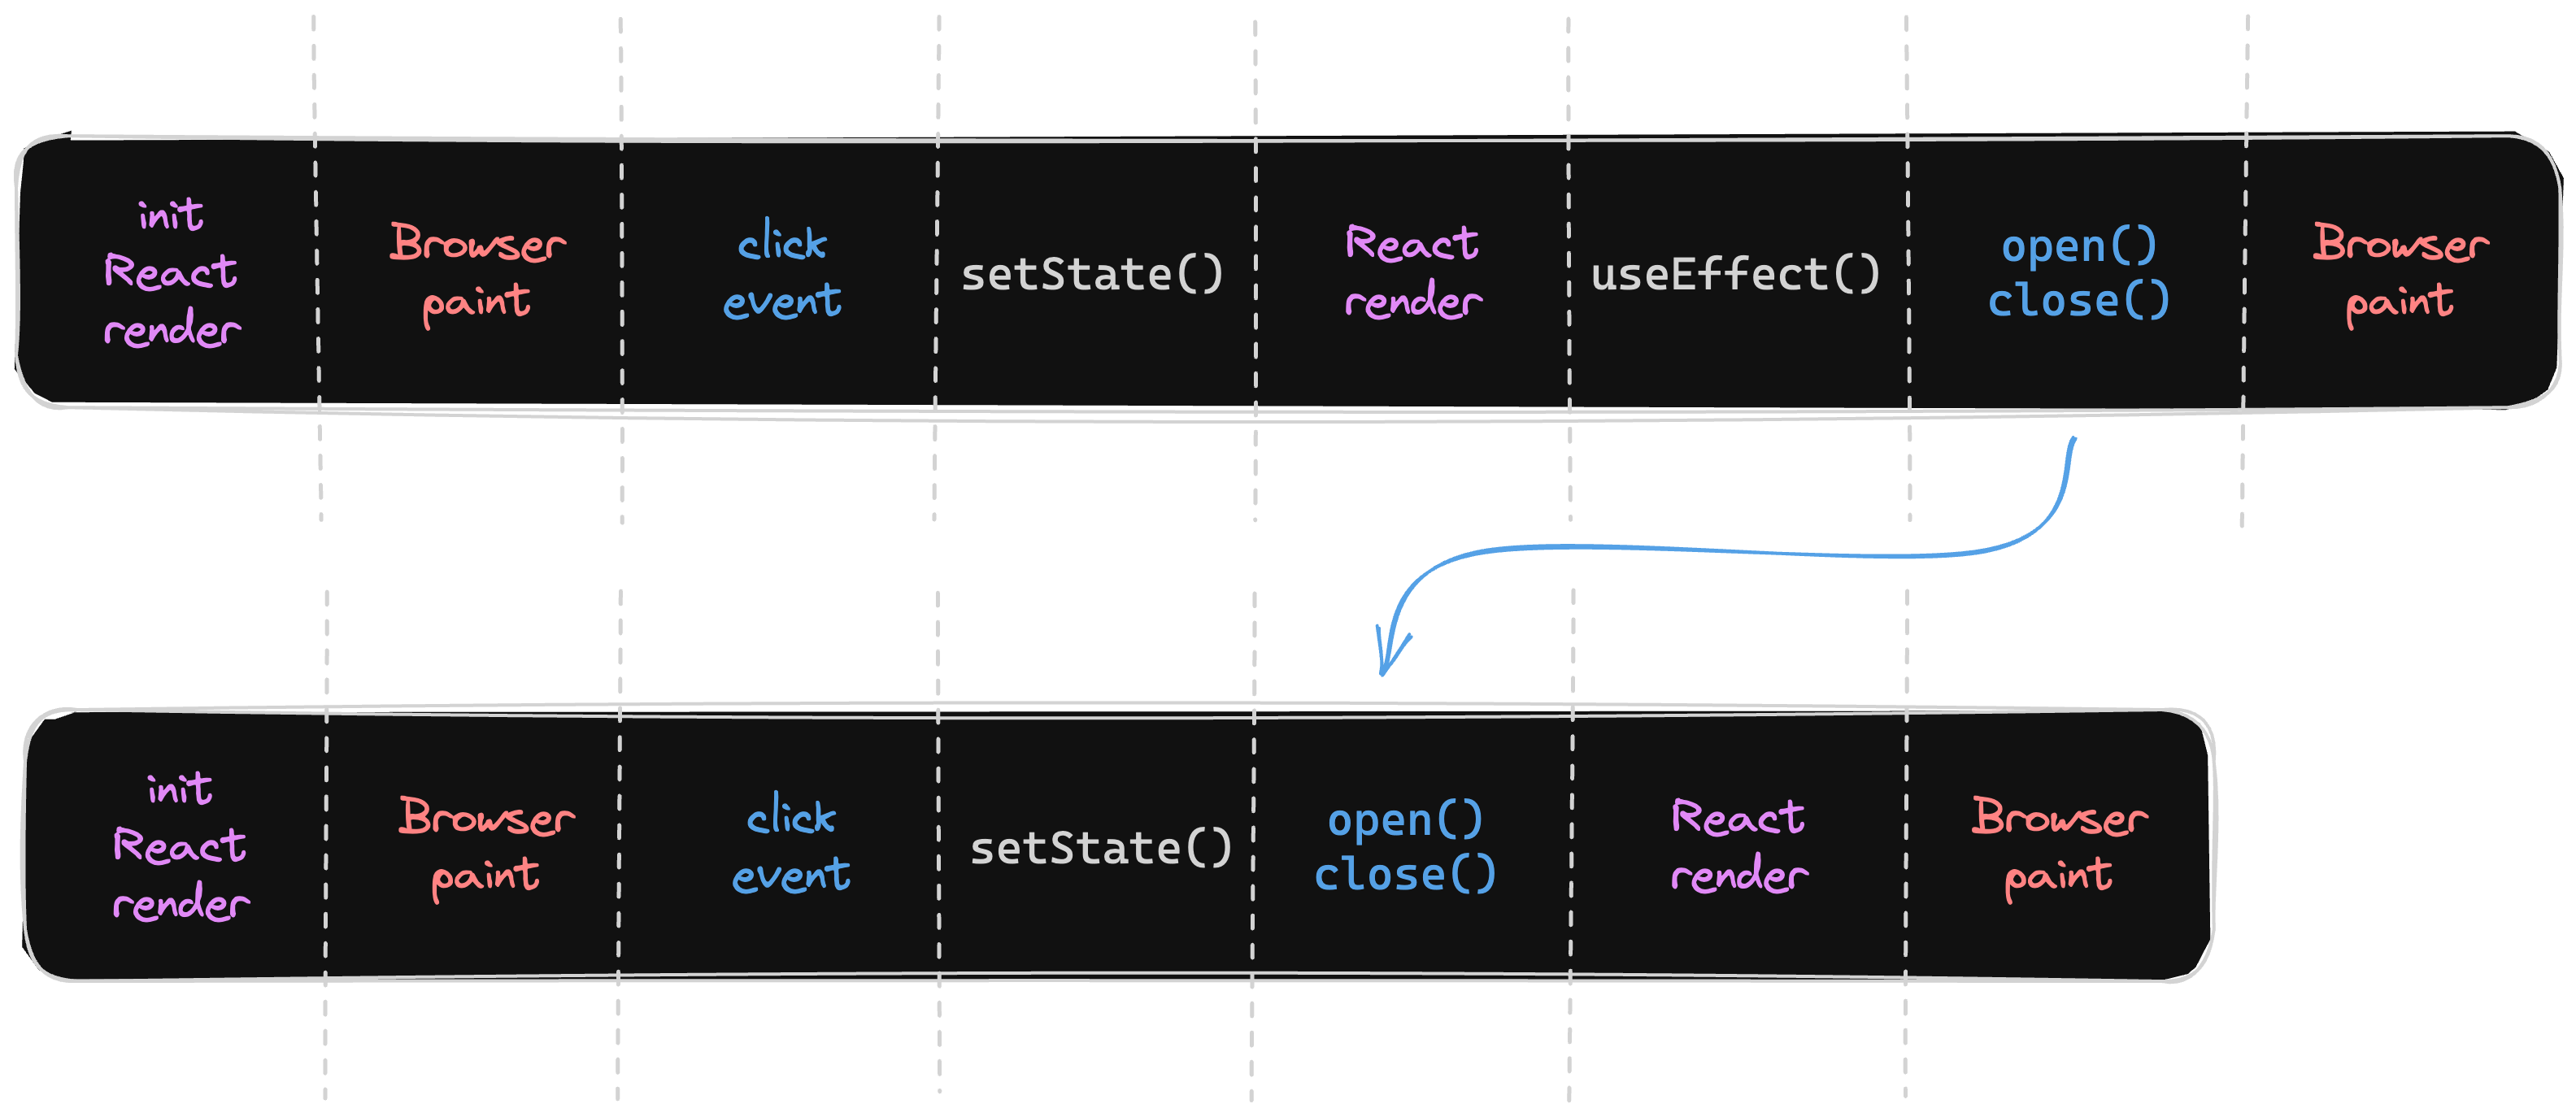 init
React
render
Browser
paint
click
event
setState()
React
render
useEffect()
open()
close()
Browser
paint
init
React
render
Browser
paint
click
event
setState()
open()
close()
React
render
Browser
paint